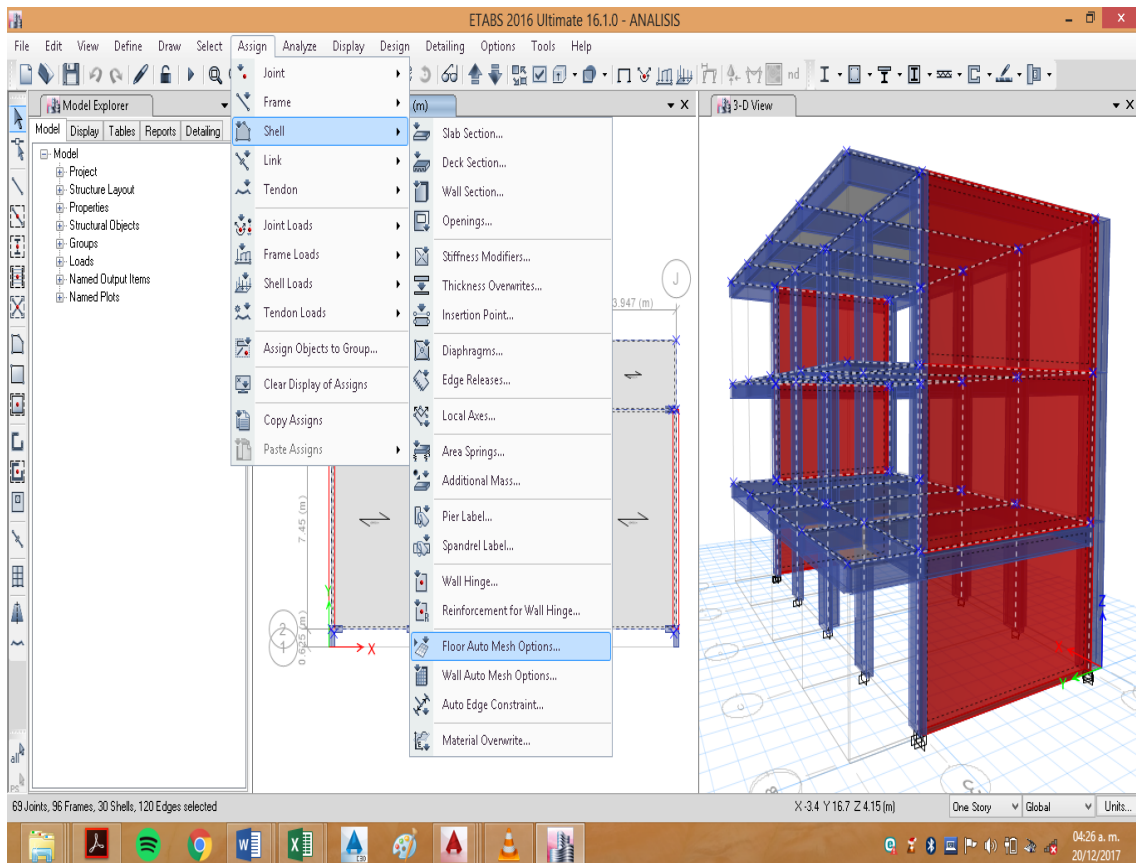 ETABS 2016 Ultimate 16.1.0 - ANALISIS
File Edit View Define Draw Select Assign Analyze Display Design Detailing Options Tools Help
nd
Model Explorer
Model Display Tables Reports Detailing
Model
Project
Structure Layout
Properties
Structural Objects
Groups
Loads
Named Output Items
Named Plots
Joint
Frame
Shell
Link
Tendon
Joint Loads
Frame Loads
Shell Loads
Tendon Loads
Assign Objects to Group...
Clear Display of Assigns
Copy Assigns
Paste Assigns
(m)
Slab Section...
Deck Section...
Wall Section...
Openings...
Stiffness Modifiers...
Thickness Overwrites...
Insertion Point...
Diaphragms...
Edge Releases...
Local Axes...
Area Springs...
Additional Mass...
Pier Label...
Spandrel Label...
Wall Hinge...
Reinforcement for Wall Hinge...
Floor Auto Mesh Options...
Wall Auto Mesh Options...
Auto Edge Constraint...
Material Overwrite...
J
3.947 (m)
7.45 (m)
0.625 (m)
2
1
X
3-D View
Z
X
Y
all
PS
69 Joints, 96 Frames, 30 Shells, 120 Edges selected
X -3.4 Y 16.7 Z 4.15 (m)
One Story
Global
Units...
04:26 a. m.
20/12/2017